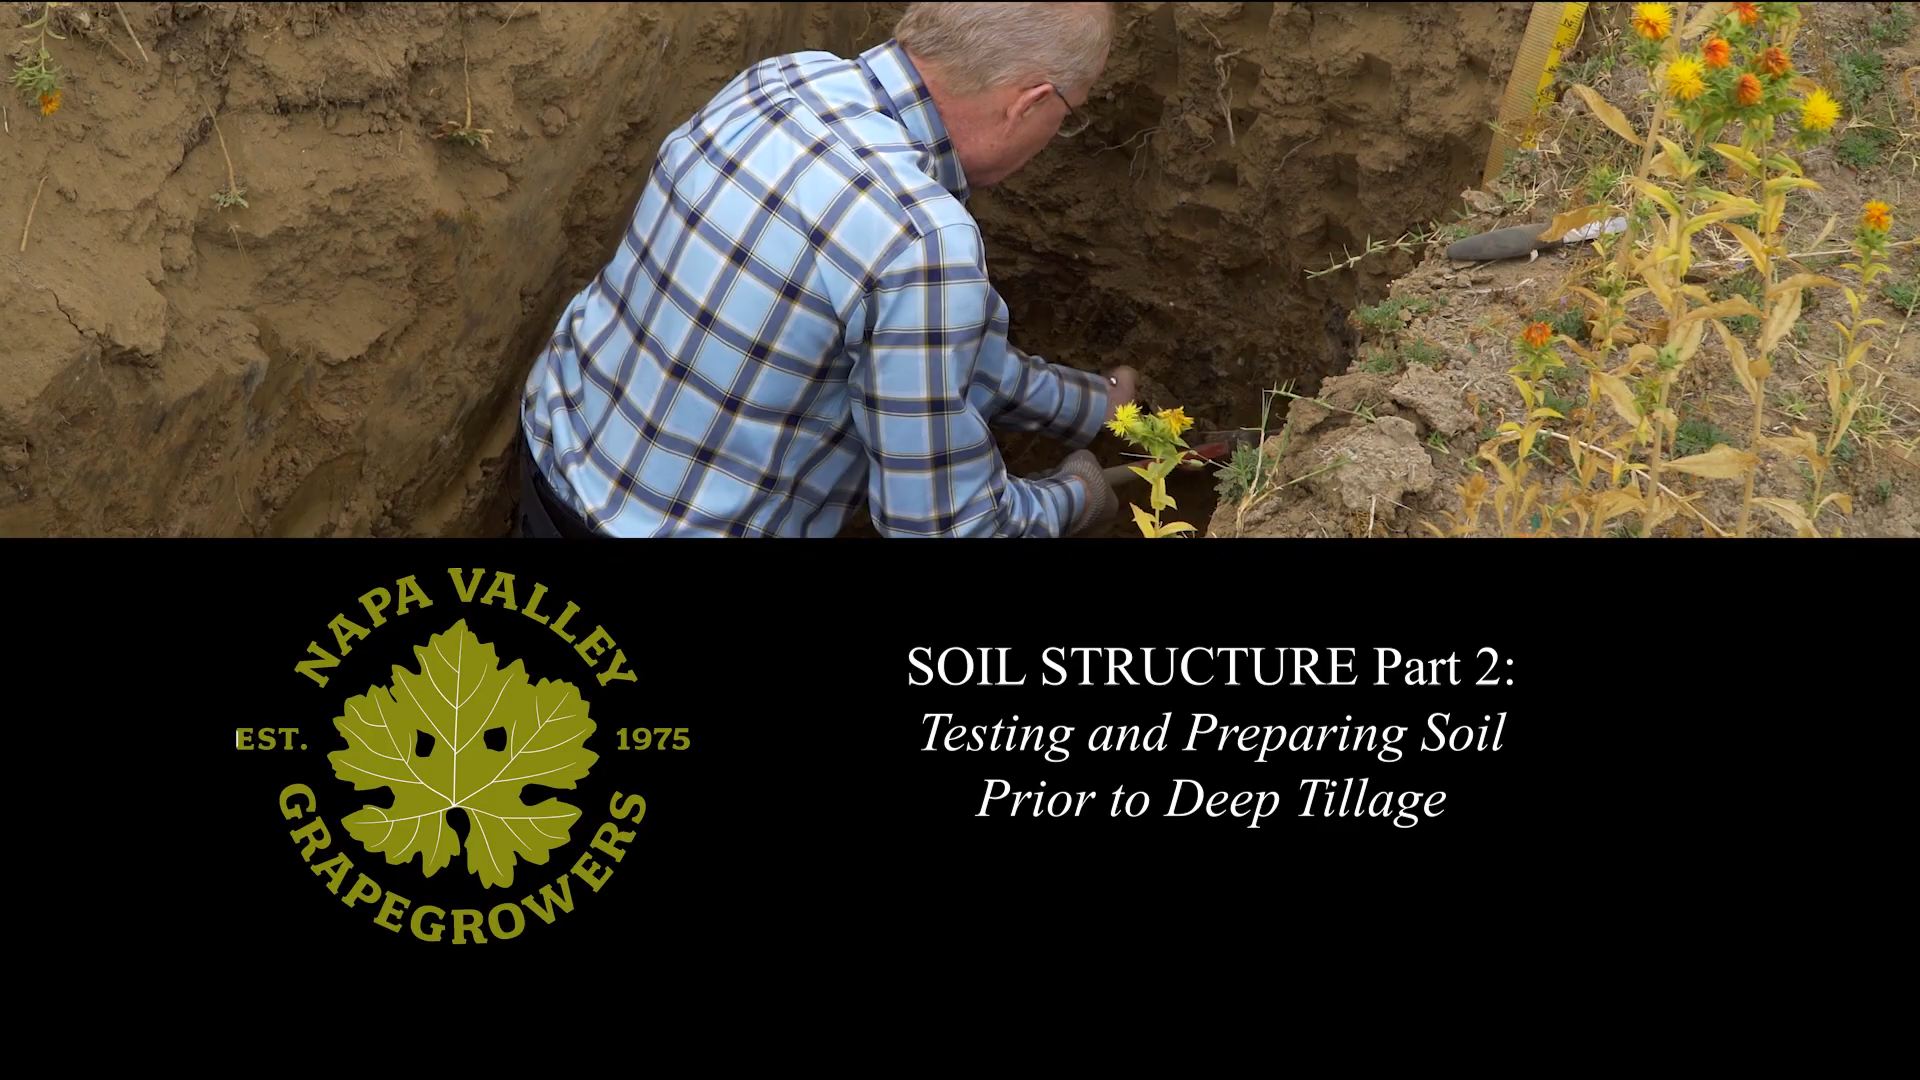 NAPA VALLEY
EST. 1975
GRAPEGROWERS
SOIL STRUCTURE Part 2:
Testing and Preparing Soil
Prior to Deep Tillage